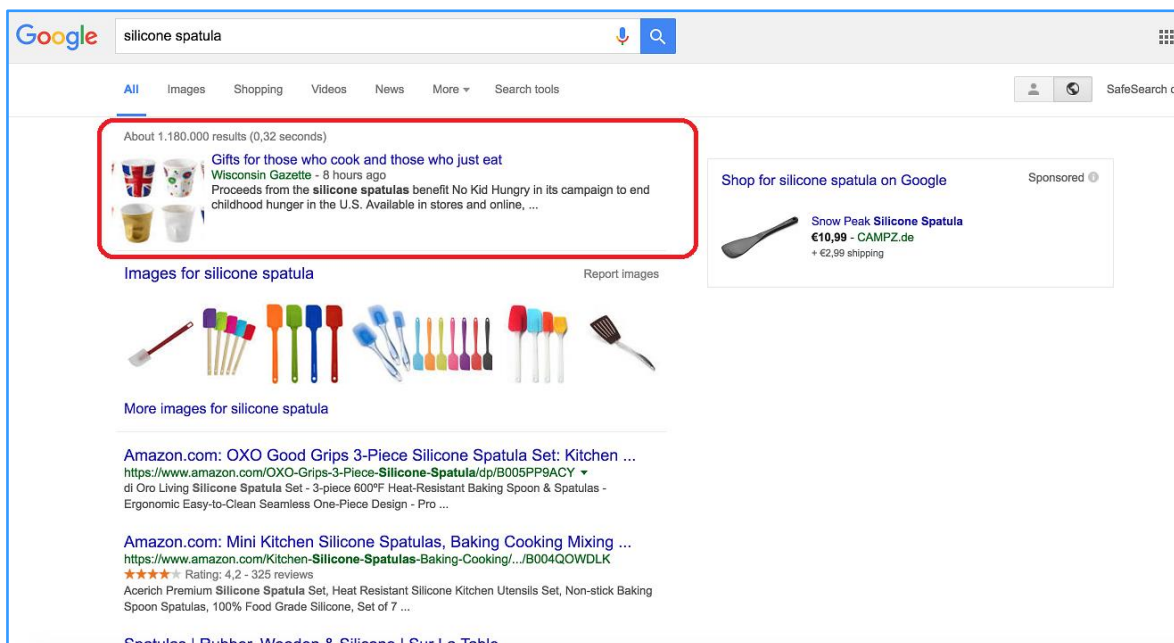 Google
silicone spatula
All Images Shopping Videos News More Search tools
SafeSearch
About 1.180.000 results (0,32 seconds)
Gifts for those who cook and those who just eat
Wisconsin Gazette - 8 hours ago
Proceeds from the silicone spatulas benefit No Kid Hungry in its campaign to end
childhood hunger in the U.S. Available in stores and online, ...
Images for silicone spatula Report images
More images for silicone spatula
Amazon.com: OXO Good Grips 3-Piece Silicone Spatula Set: Kitchen ...
https://www.amazon.com/OXO-Grips-3-Piece-Silicone-Spatula/dp/B005PP9ACY
di Oro Living Silicone Spatula Set - 3-piece 600ºF Heat-Resistant Baking Spoon & Spatulas -
Ergonomic Easy-to-Clean Seamless One-Piece Design - Pro ...
Amazon.com: Mini Kitchen Silicone Spatulas, Baking Cooking Mixing ...
https://www.amazon.com/Kitchen-Silicone-Spatulas-Baking-Cooking/.../B004QOWDLK
Rating: 4,2 - 325 reviews
Acerich Premium Silicone Spatula Set, Heat Resistant Silicone Kitchen Utensils Set, Non-stick Baking
Spoon Spatulas, 100% Food Grade Silicone, Set of 7 ...
Spatulas | Rubber, Wooden & Silicone | Sur La Table
Shop for silicone spatula on Google Sponsored
Snow Peak Silicone Spatula
€10,99 - CAMPZ.de
+ €2,99 shipping